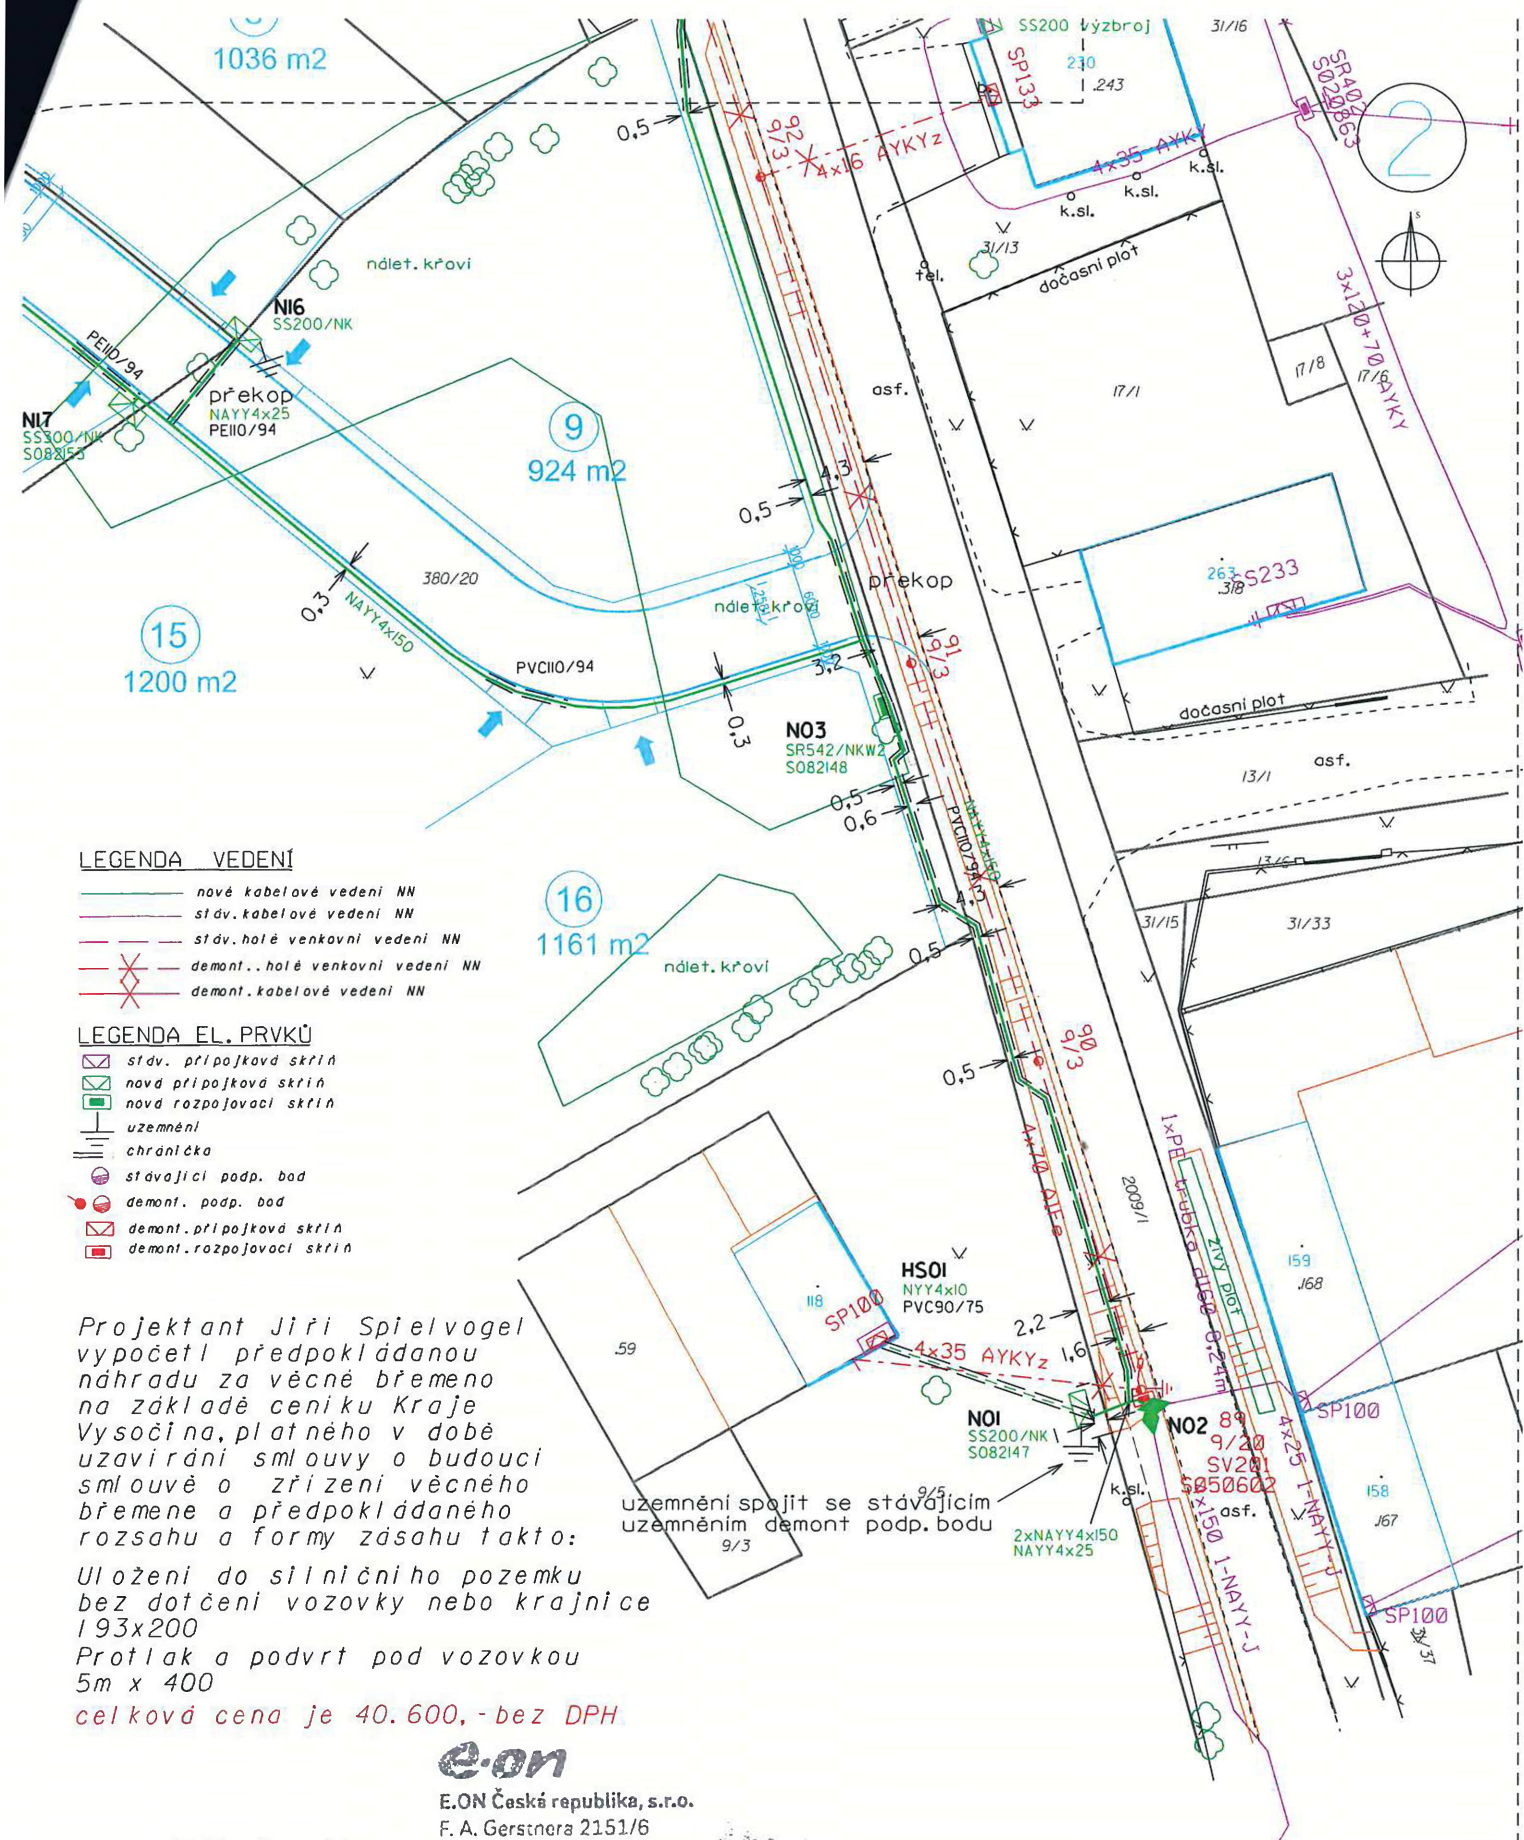 1036 m2
0,5
92
9/3
4x16 AYKYz
SP133
SS200 výzbroj
230
.243
31/16
SR402
S020863
2
4x35 AYKY
k.sl.
k.sl.
k.sl.
31/13
tel.
dočasní plot
s
3x120+70 AYKY
nálet.křoví
N16
SS200/NK
PE110/94
překop
NAYY4x25
PE110/94
N17
SS300/NK
S082153
9
924 m2
asf.
17/1
17/8
17/6
4,3
0,5
380/20
0,3
NAYY4x150
překop
nálet.křoví
263
.318
SS233
15
1200 m2
PVC110/94
3,2
91
9/3
0,3
N03
SR542/NKW2
S082148
dočasní plot
13/1
asf.
0,5
0,6
PVC110/94
NAYY4x150
LEGENDA VEDENÍ
nové kabelové vedení NN
stáv.kabelové vedení NN
stáv.holé venkovní vedení NN
demont..holé venkovní vedení NN
demont.kabelové vedení NN
16
1161 m2
nálet.křoví
0,5
31/15
31/33
LEGENDA EL.PRVKŮ
stáv. přípojková skříň
nová přípojková skříň
nová rozpojovací skříň
uzemnění
chránička
stávající podp. bod
demont. podp. bod
demont.přípojková skříň
demont.rozpojovací skříň
90
9/3
0,5
4x70 AlFe
2009/1
1xPE trubka d160 8,24m
živý plot
159
.168
HS01
NYY4x10
PVC90/75
118
SP100
.59
2,2
1,6
4x35 AYKYz
N01
SS200/NK
S082147
N02
89
9/20
SV201
S050602
asf.
SP100
4x25 1-NAYY-J
158
.167
k.sl.
9/5
uzemnění spojit se stávajícím
uzemněním demont podp.bodu
9/3
2xNAYY4x150
NAYY4x25
x150 1-NAYY-J
SP100
Projektant Jiří Spielvogel
vypočetl předpokládanou
náhradu za věcné břemeno
na základě ceníku Kraje
Vysočina,platného v době
uzavírání smlouvy o budoucí
smlouvě o zřízení věcného
břemene a předpokládaného
rozsahu a formy zásahu takto:
Uložení do silničního pozemku
bez dotčení vozovky nebo krajnice
193x200
Protlak a podvrt pod vozovkou
5m x 400
celková cena je 40.600,-bez DPH
e·on
E.ON Česká republika, s.r.o.
F. A. Gerstnera 2151/6